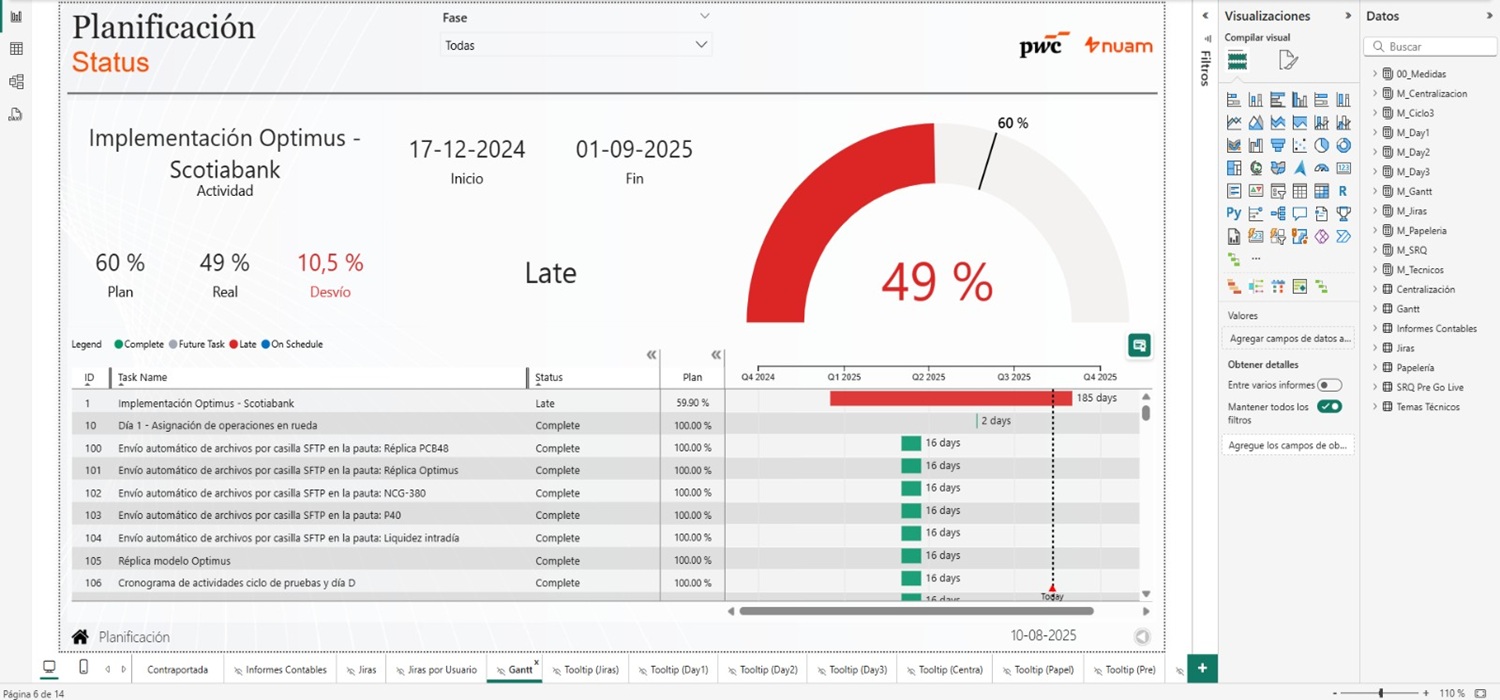 Planificación
Status
Fase
Todas
pwc
nuam
Implementación Optimus -
Scotiabank
Actividad
17-12-2024
Inicio
01-09-2025
Fin
60 %
Plan
49 %
Real
10,5 %
Desvío
Late
60 %
49 %
Legend Complete Future Task Late On Schedule
ID Task Name Status Plan Q4 2024 Q1 2025 Q2 2025 Q3 2025 Q4 2025
1 Implementación Optimus - Scotiabank Late 59.90 % 185 days
10 Día 1 - Asignación de operaciones en rueda Complete 100.00 % 2 days
100 Envío automático de archivos por casilla SFTP en la pauta: Réplica PCB48 Complete 100.00 % 16 days
101 Envío automático de archivos por casilla SFTP en la pauta: Réplica Optimus Complete 100.00 % 16 days
102 Envío automático de archivos por casilla SFTP en la pauta: NCG-380 Complete 100.00 % 16 days
103 Envío automático de archivos por casilla SFTP en la pauta: P40 Complete 100.00 % 16 days
104 Envío automático de archivos por casilla SFTP en la pauta: Liquidez intradía Complete 100.00 % 16 days
105 Réplica modelo Optimus Complete 100.00 % 16 days
106 Cronograma de actividades ciclo de pruebas y día D Complete 100.00 % 16 days
16 days
Today
Planificación
10-08-2025
Contraportada Informes Contables Jiras Jiras por Usuario Gantt x Tooltip (Jiras) Tooltip (Day1) Tooltip (Day2) Tooltip (Day3) Tooltip (Centra) Tooltip (Papel) Tooltip (Pre) +
Página 6 de 14
- + 110 %
Filtros
Visualizaciones
Compilar visual
R
Py
...
Valores
Agregar campos de datos a...
Obtener detalles
Entre varios informes
Mantener todos los
filtros
Agregue los campos de ob...
Datos
Buscar
00_Medidas
M_Centralizacion
M_Ciclo3
M_Day1
M_Day2
M_Day3
M_Gantt
M_Jiras
M_Papeleria
M_SRQ
M_Tecnicos
Centralización
Gantt
Informes Contables
Jiras
Papelería
SRQ Pre Go Live
Temas Técnicos